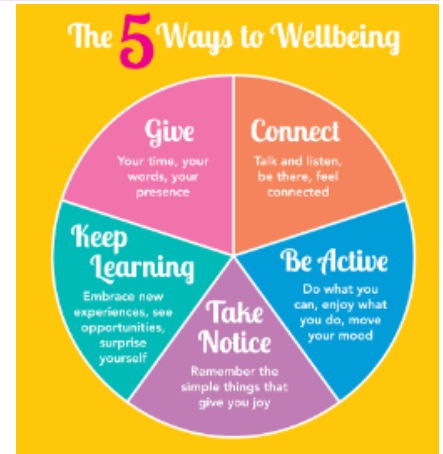 The 5 Ways to Wellbeing
Give
Your time, your
words, your
presence
Connect
Talk and listen,
be there, feel
connected
Keep
Learning
Embrace new
experiences, see
opportunities,
surprise
yourself
Be Active
Do what you
can, enjoy what
you do, move
your mood
Take
Notice
Remember the
simple things that
give you joy